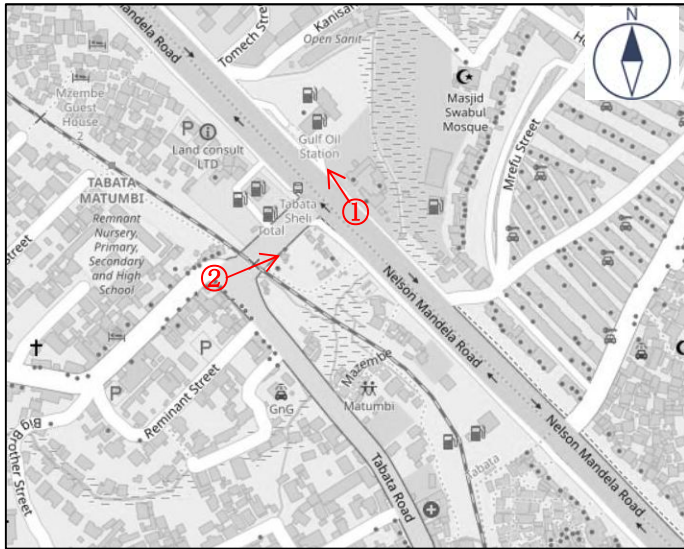 Mandela Road
Tomech Street
Kanisa
Open Sanit
N
Mzembe
Guest
House
2
P
Land consult
LTD
Gulf Oil
Station
Masjid
Swabul
Mosque
Mrefu Street
TABATA
MATUMBI
Remnant
Nursery,
Primary,
Secondary
and High
School
Tabata
Sheli
Total
①
②
Street
Nelson Mandela Road
P
P
Reminant Street
GnG
Mazembe
Matumbi
Big Brother Street
Tabata Road
Tabata
Nelson Mandela Road